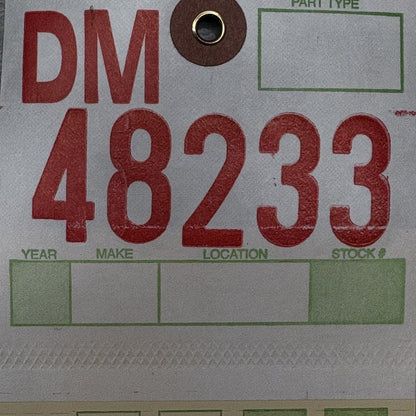 PART TYPE
DM
48233
YEAR MAKE LOCATION STOCK #